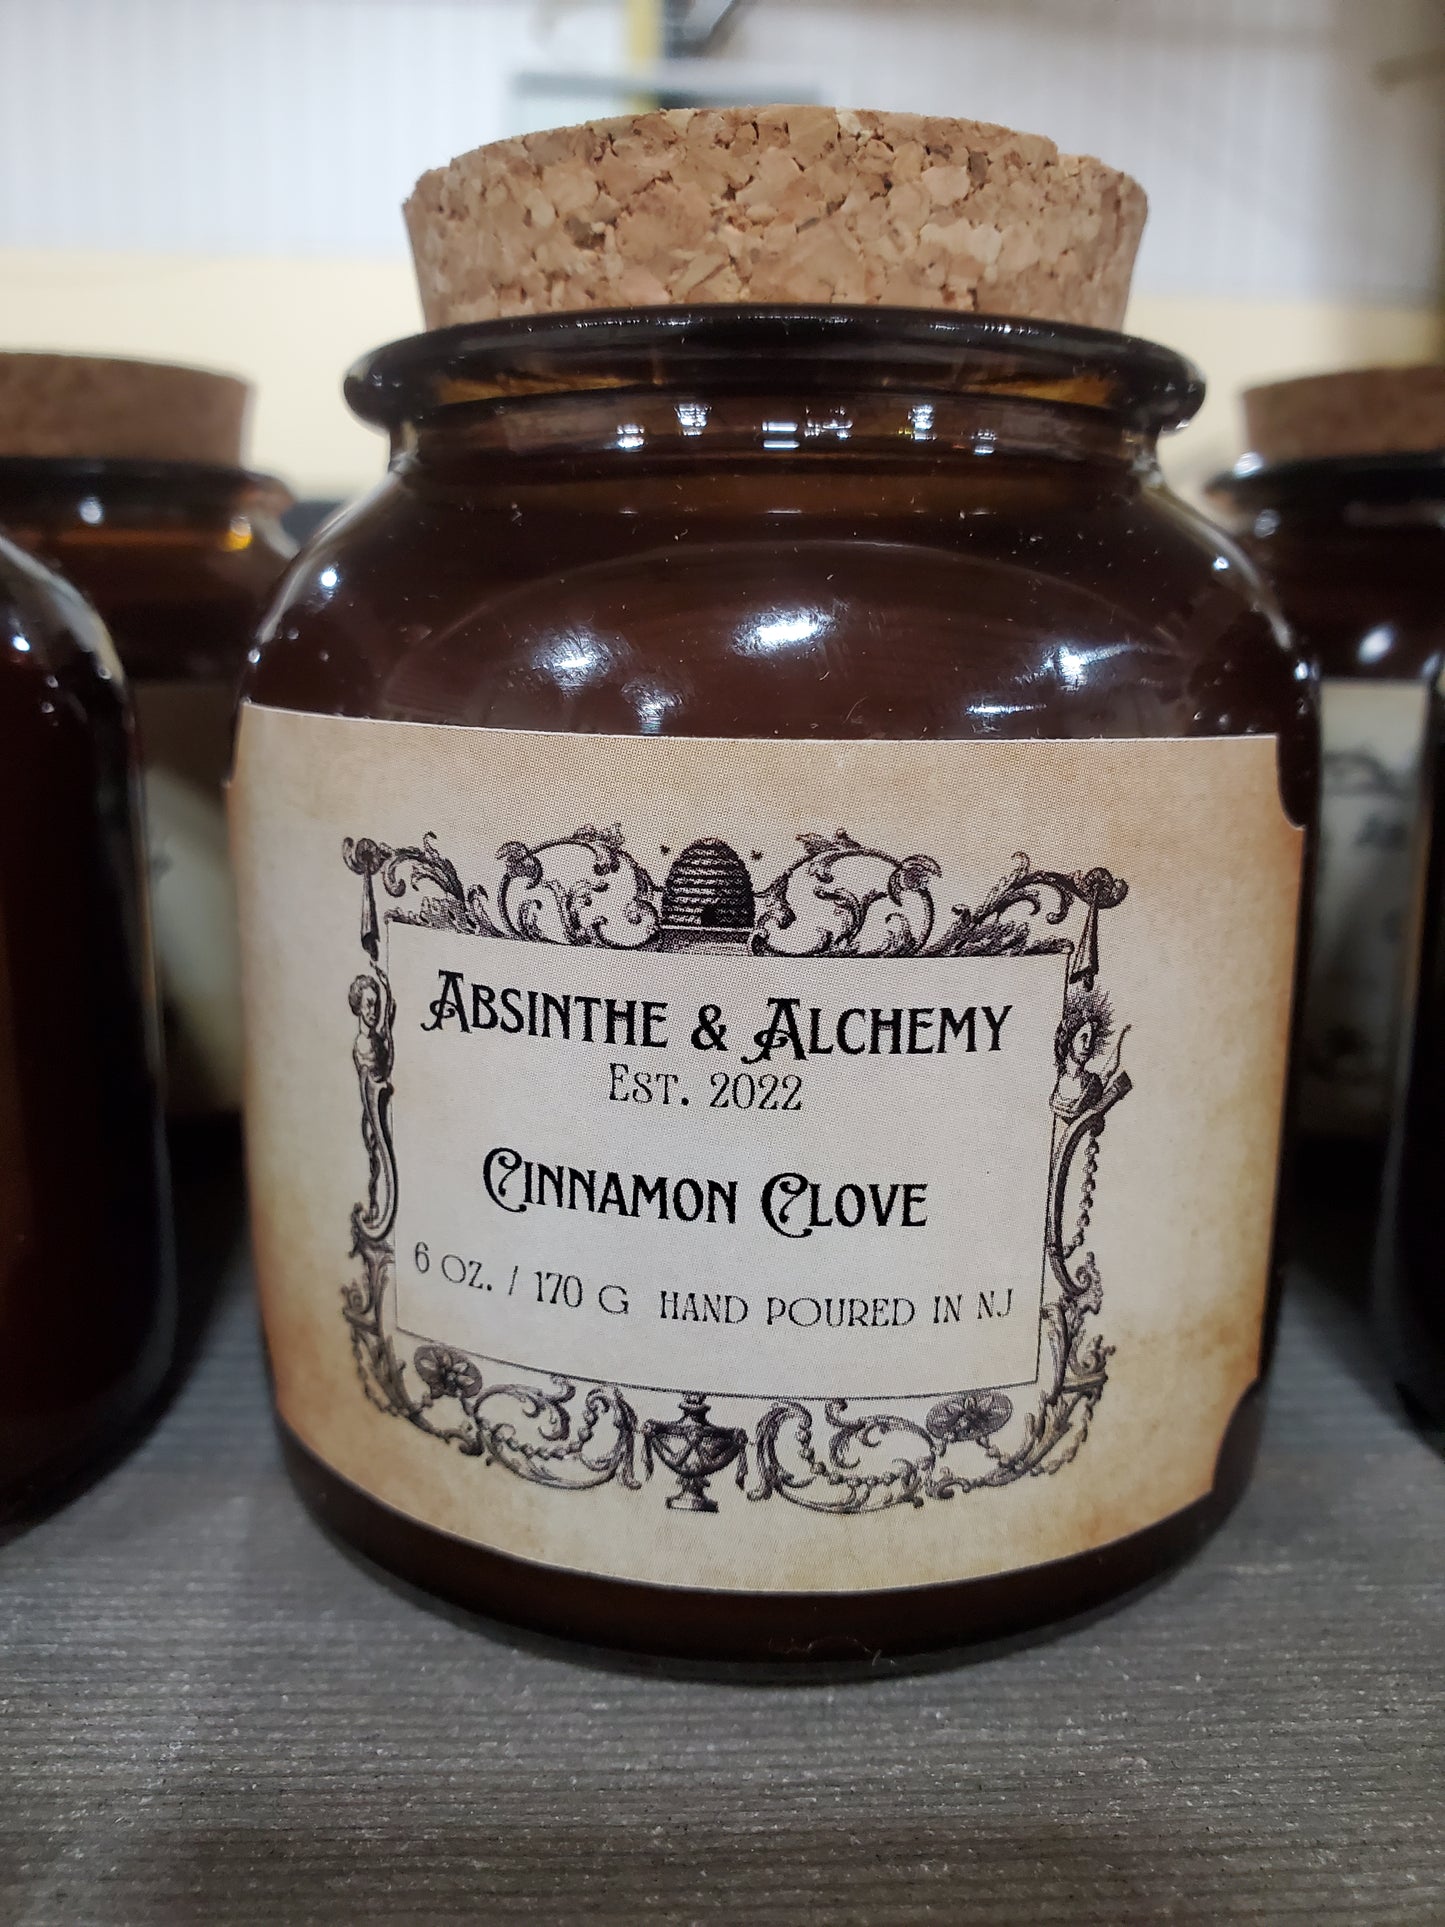 Absinthe & Alchemy
Est. 2022
Cinnamon Clove
6 oz. / 170 g HAND POURED IN NJ